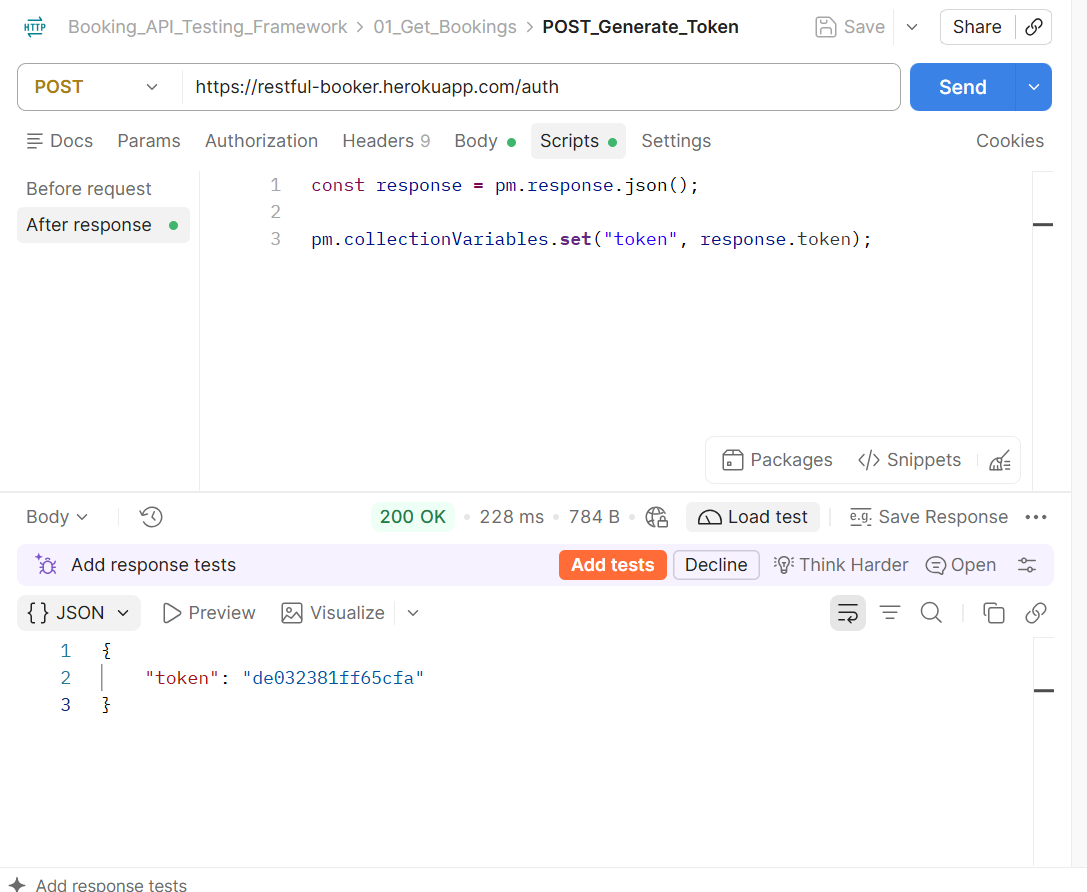 HTTP Booking_API_Testing_Framework > 01_Get_Bookings > POST_Generate_Token Save Share
POST https://restful-booker.herokuapp.com/auth Send
Docs Params Authorization Headers 9 Body Scripts Settings Cookies
Before request
After response
1 const response = pm.response.json();
2
3 pm.collectionVariables.set("token", response.token);
Packages </> Snippets
Body 200 OK • 228 ms • 784 B • Load test e.g. Save Response
Add response tests Add tests Decline Think Harder Open
{} JSON Preview Visualize
1 {
2 "token": "de032381ff65cfa"
3 }
Add response tests